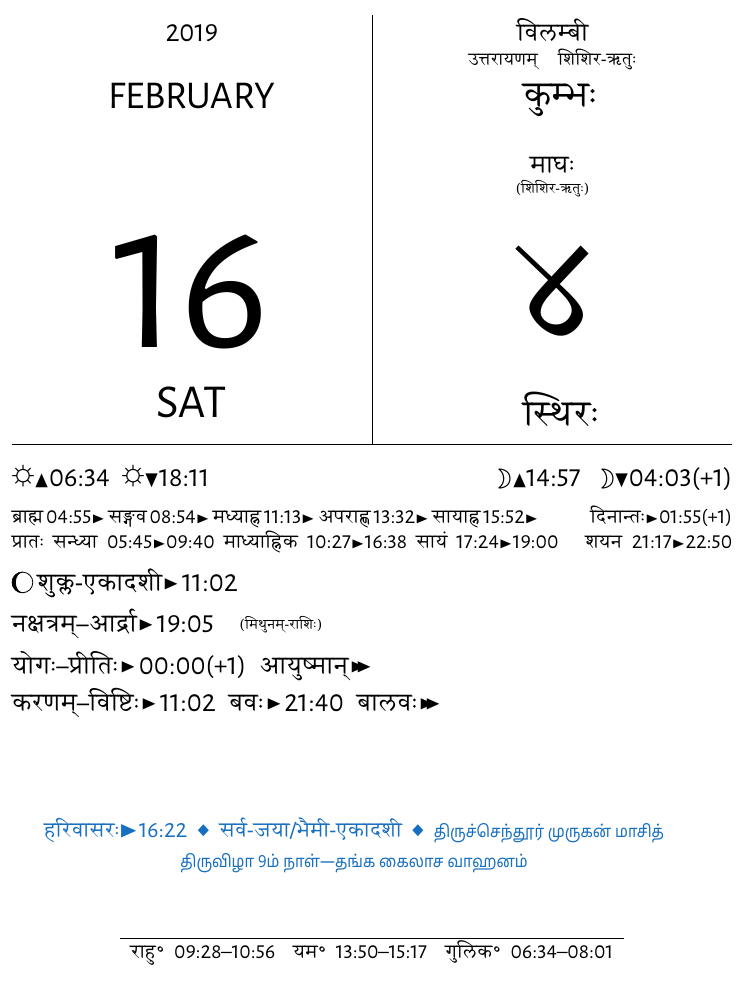 2019
FEBRUARY
16
SAT
विलम्बी
उत्तरायणम् शिशिर-ऋतुः
कुम्भः
माघः
(शिशिर-ऋतुः)
४
स्थिरः
☼▲06:34 ☼▼18:11 ☽▲14:57 ☽▼04:03(+1)
ब्राह्म 04:55► सङ्गव 08:54► मध्याह्न 11:13► अपराह्ण 13:32► सायाह्न 15:52► दिनान्तः►01:55(+1)
प्रातः सन्ध्या 05:45►09:40 माध्याह्निक 10:27►16:38 सायं 17:24►19:00 शयन 21:17►22:50
शुक्ल-एकादशी►11:02
नक्षत्रम्–आर्द्रा►19:05 (मिथुनम्-राशिः)
योगः–प्रीतिः►00:00(+1) आयुष्मान्►►
करणम्–विष्टिः►11:02 बवः►21:40 बालवः►►
हरिवासरः►16:22 ◆ सर्व-जया/भैमी-एकादशी ◆ திருச்செந்தூர் முருகன் மாசித்
திருவிழா 9ம் நாள்—தங்க கைலாச வாஹனம்
राहु° 09:28–10:56 यम° 13:50–15:17 गुलिक° 06:34–08:01